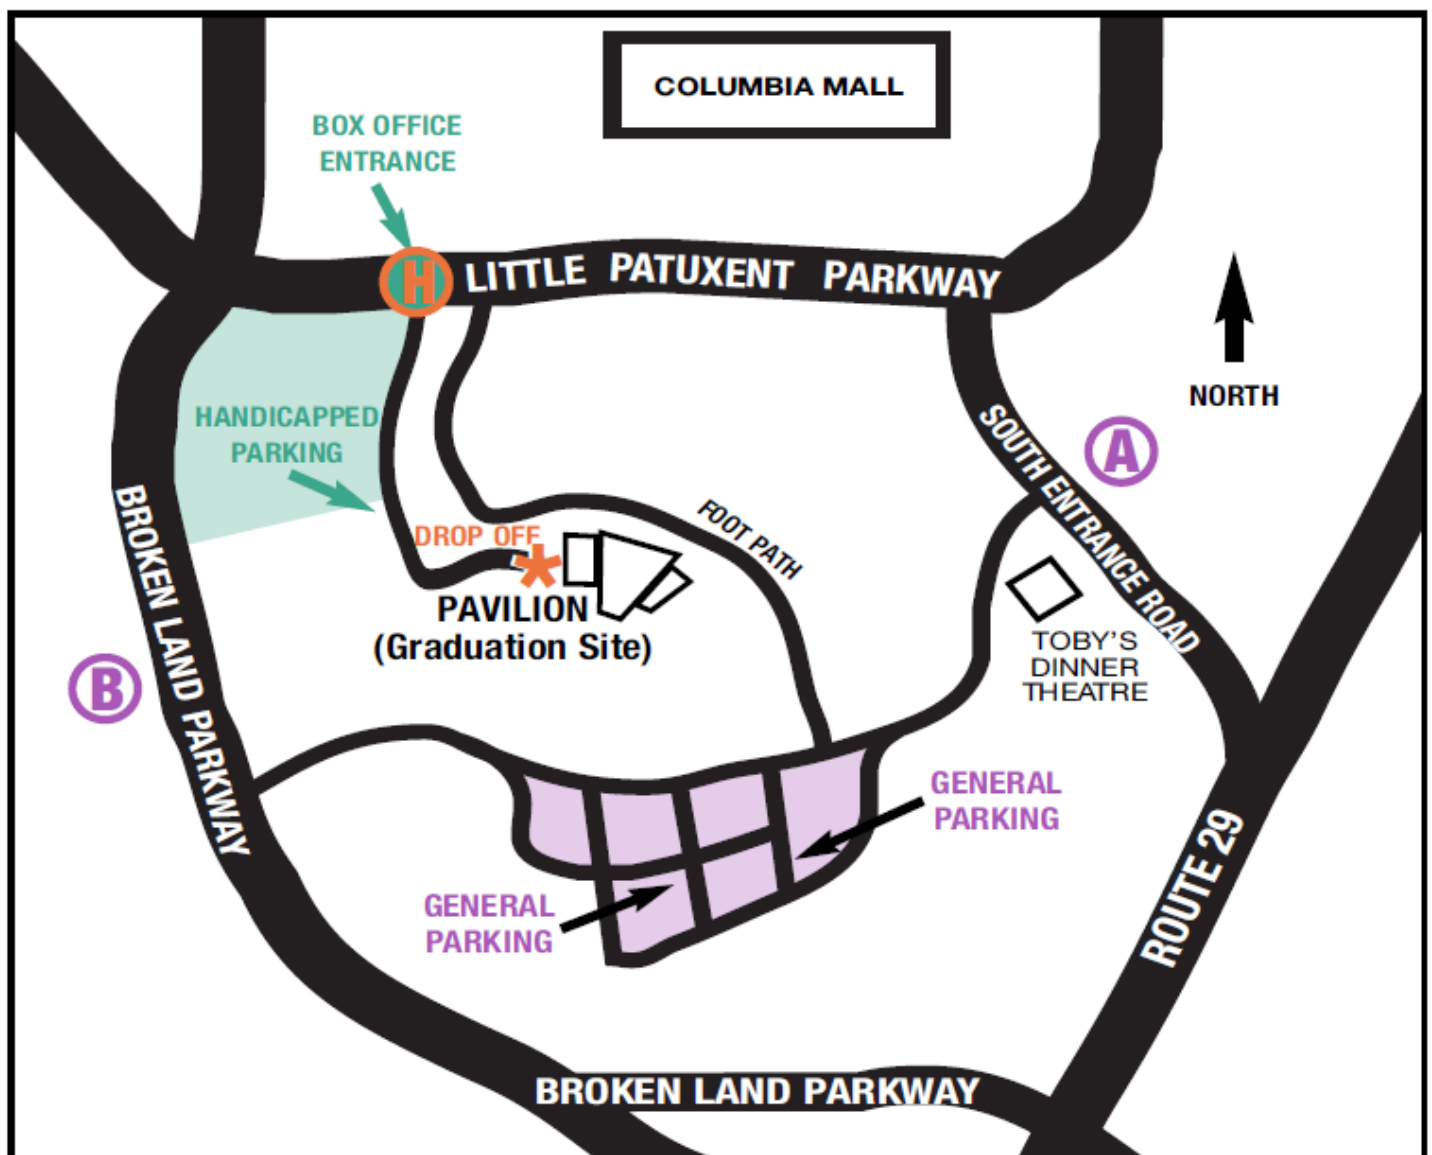 COLUMBIA MALL
BOX OFFICE
ENTRANCE
H
LITTLE PATUXENT PARKWAY
NORTH
HANDICAPPED
PARKING
SOUTH ENTRANCE ROAD
A
BROKEN LAND PARKWAY
DROP OFF
FOOT PATH
PAVILION
(Graduation Site)
TOBY'S
DINNER
THEATRE
B
GENERAL
PARKING
GENERAL
PARKING
ROUTE 29
BROKEN LAND PARKWAY